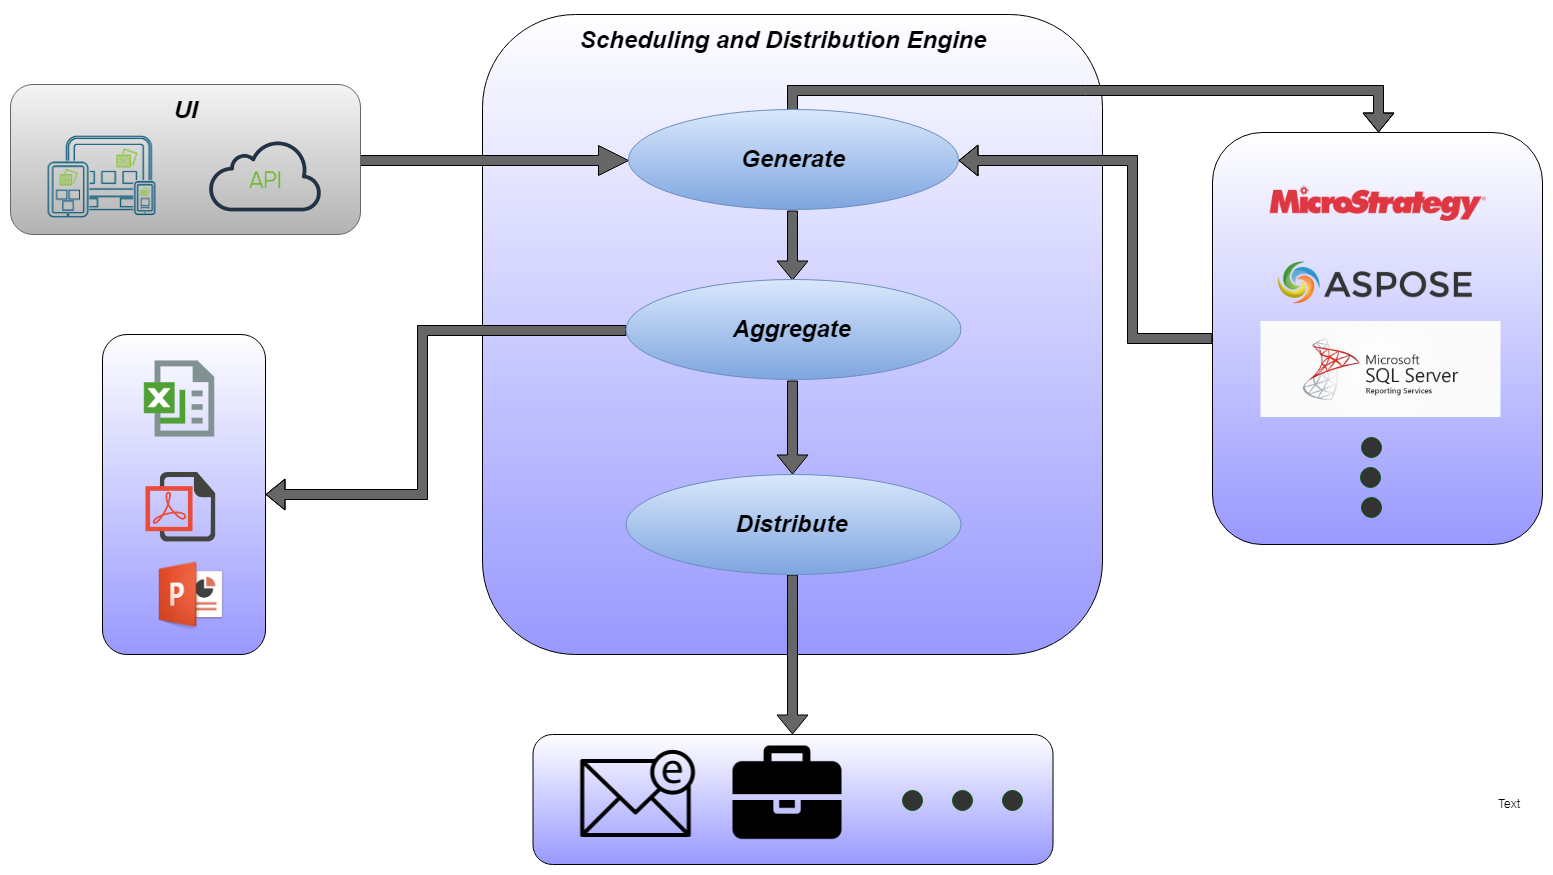 Scheduling and Distribution Engine
UI
API
Generate
MicroStrategy
ASPOSE
Aggregate
Microsoft
SQL Server
Reporting Services
X
P
Distribute
e
Text